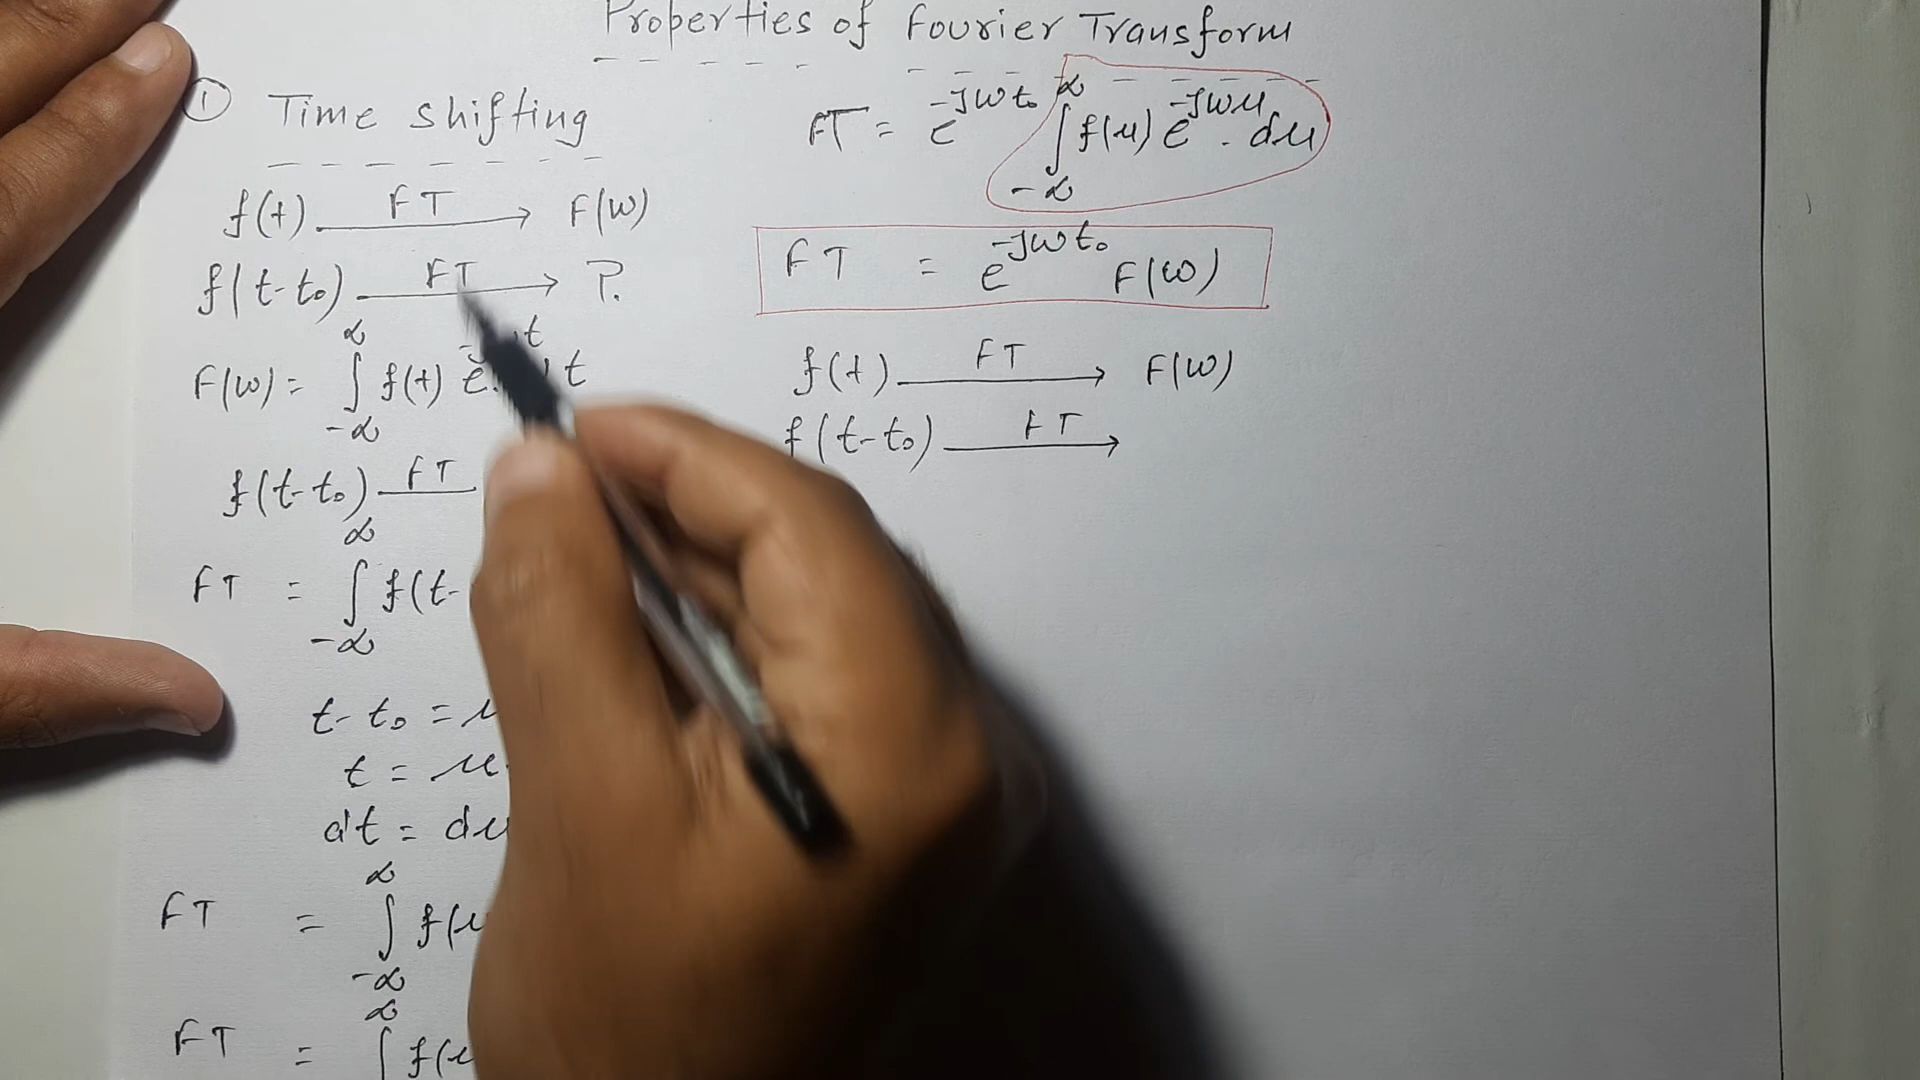 Properties of Fourier Transform
① Time shifting
f(t) FT → F(w)
f(t-t₀) FT → ?
F(w) = ∫ f(t) e t
∞
-∞
f(t-t₀) FT
FT = ∫ f(t-
∞
-∞
t-t₀ = u
t = u
dt = du
FT = ∫ f(u
∞
-∞
FT = ∫ f(u
∞
FT = e^-jwt₀ ∫ f(u) e^-jwu . du
∞
-∞
FT = e^-jwt₀ F(w)
f(t) FT → F(w)
f(t-t₀) FT →